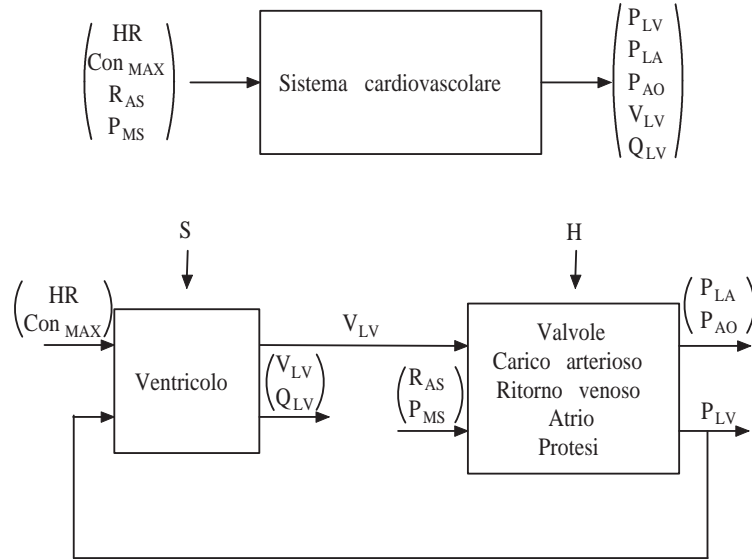 HR
Con MAX
R AS
P MS
Sistema cardiovascolare
P LV
P LA
P AO
V LV
Q LV
S
H
HR
Con MAX
Ventricolo
V LV
V LV
Q LV
R AS
P MS
Valvole
Carico arterioso
Ritorno venoso
Atrio
Protesi
P LA
P AO
P LV